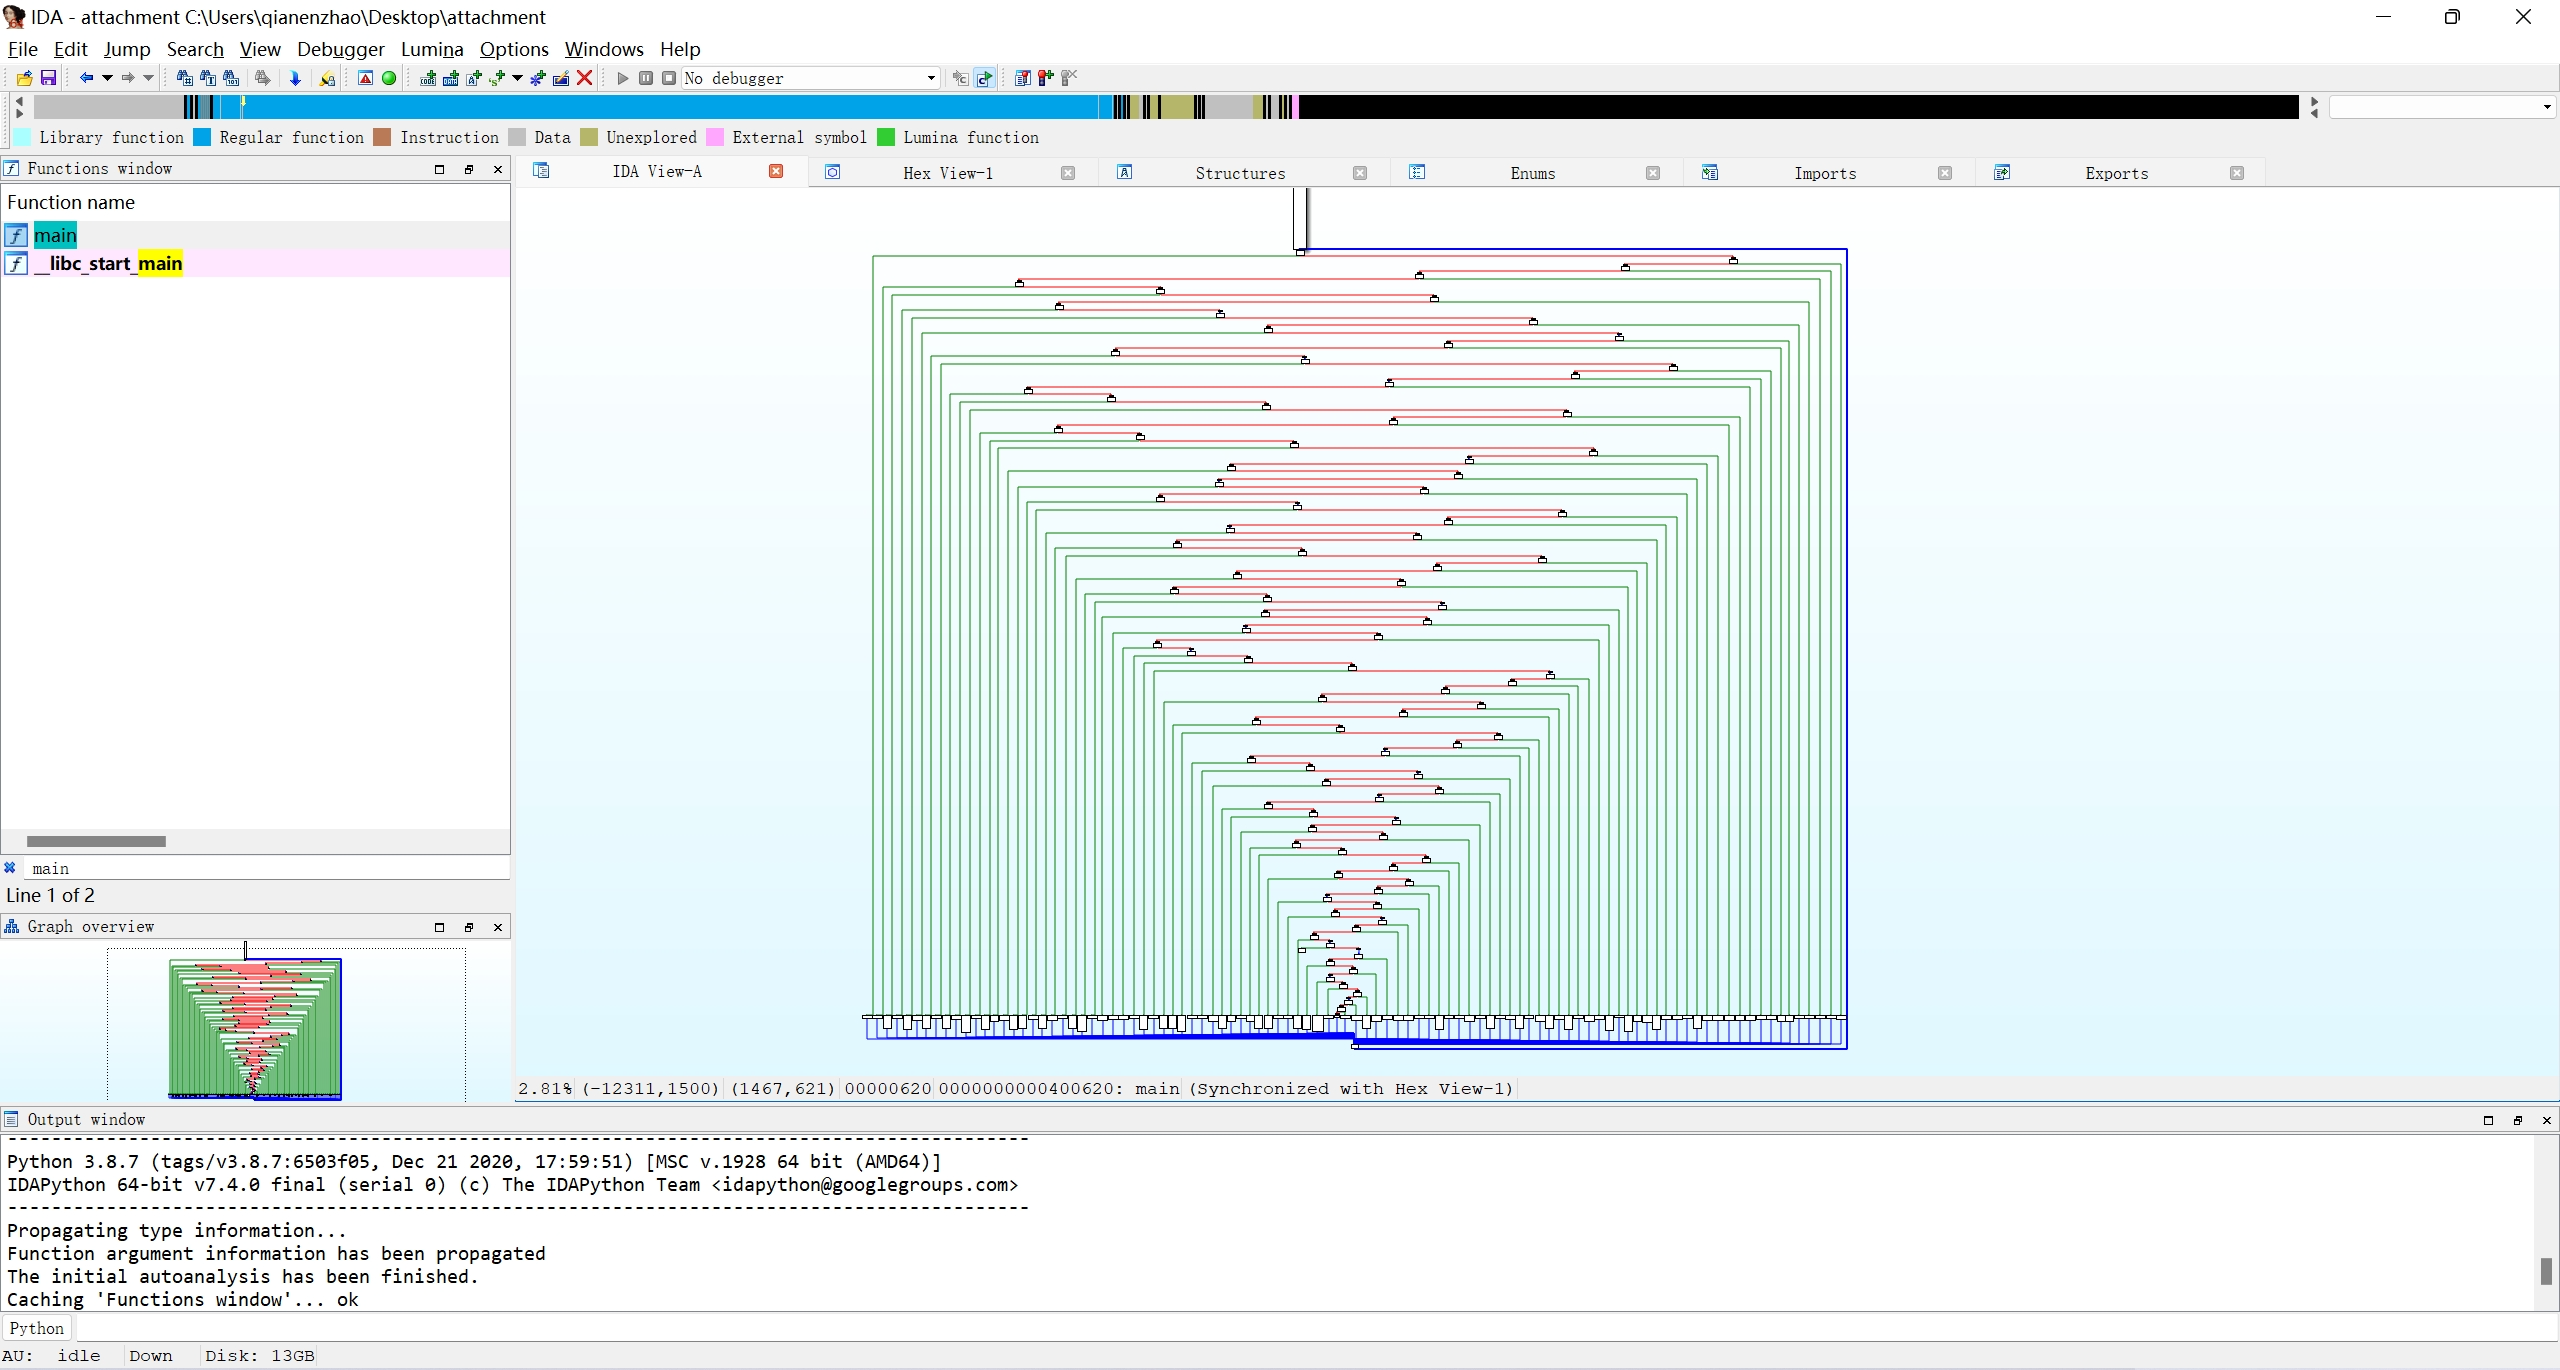 IDA - attachment C:\Users\qianenzhao\Desktop\attachment
File Edit Jump Search View Debugger Lumina Options Windows Help
No debugger
Library function Regular function Instruction Data Unexplored External symbol Lumina function
Functions window
IDA View-A Hex View-1 Structures Enums Imports Exports
Function name
main
__libc_start_main
main
Line 1 of 2
Graph overview
2.81% (-12311,1500) (1467,621) 00000620 0000000000400620: main (Synchronized with Hex View-1)
Output window
---------------------------------------------------------------------------------------------
Python 3.8.7 (tags/v3.8.7:6503f05, Dec 21 2020, 17:59:51) [MSC v.1928 64 bit (AMD64)]
IDAPython 64-bit v7.4.0 final (serial 0) (c) The IDAPython Team <idapython@googlegroups.com>
---------------------------------------------------------------------------------------------
Propagating type information...
Function argument information has been propagated
The initial autoanalysis has been finished.
Caching 'Functions window'... ok
Python
AU: idle Down Disk: 13GB